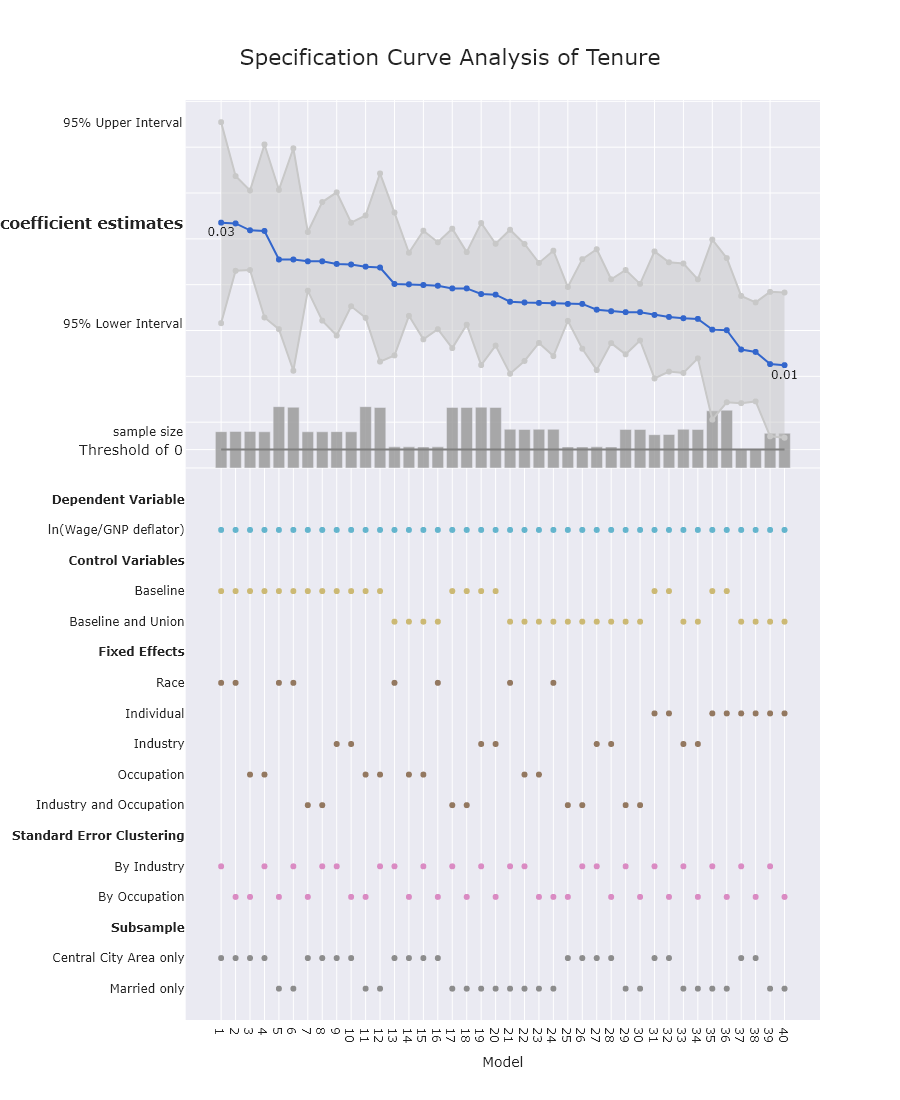 Specification Curve Analysis of Tenure
95% Upper Interval
coefficient estimates
0.03
95% Lower Interval
0.01
sample size
Threshold of 0
Dependent Variable
ln(Wage/GNP deflator)
Control Variables
Baseline
Baseline and Union
Fixed Effects
Race
Individual
Industry
Occupation
Industry and Occupation
Standard Error Clustering
By Industry
By Occupation
Subsample
Central City Area only
Married only
1 2 3 4 5 6 7 8 9 10 11 12 13 14 15 16 17 18 19 20 21 22 23 24 25 26 27 28 29 30 31 32 33 34 35 36 37 38 39 40
Model